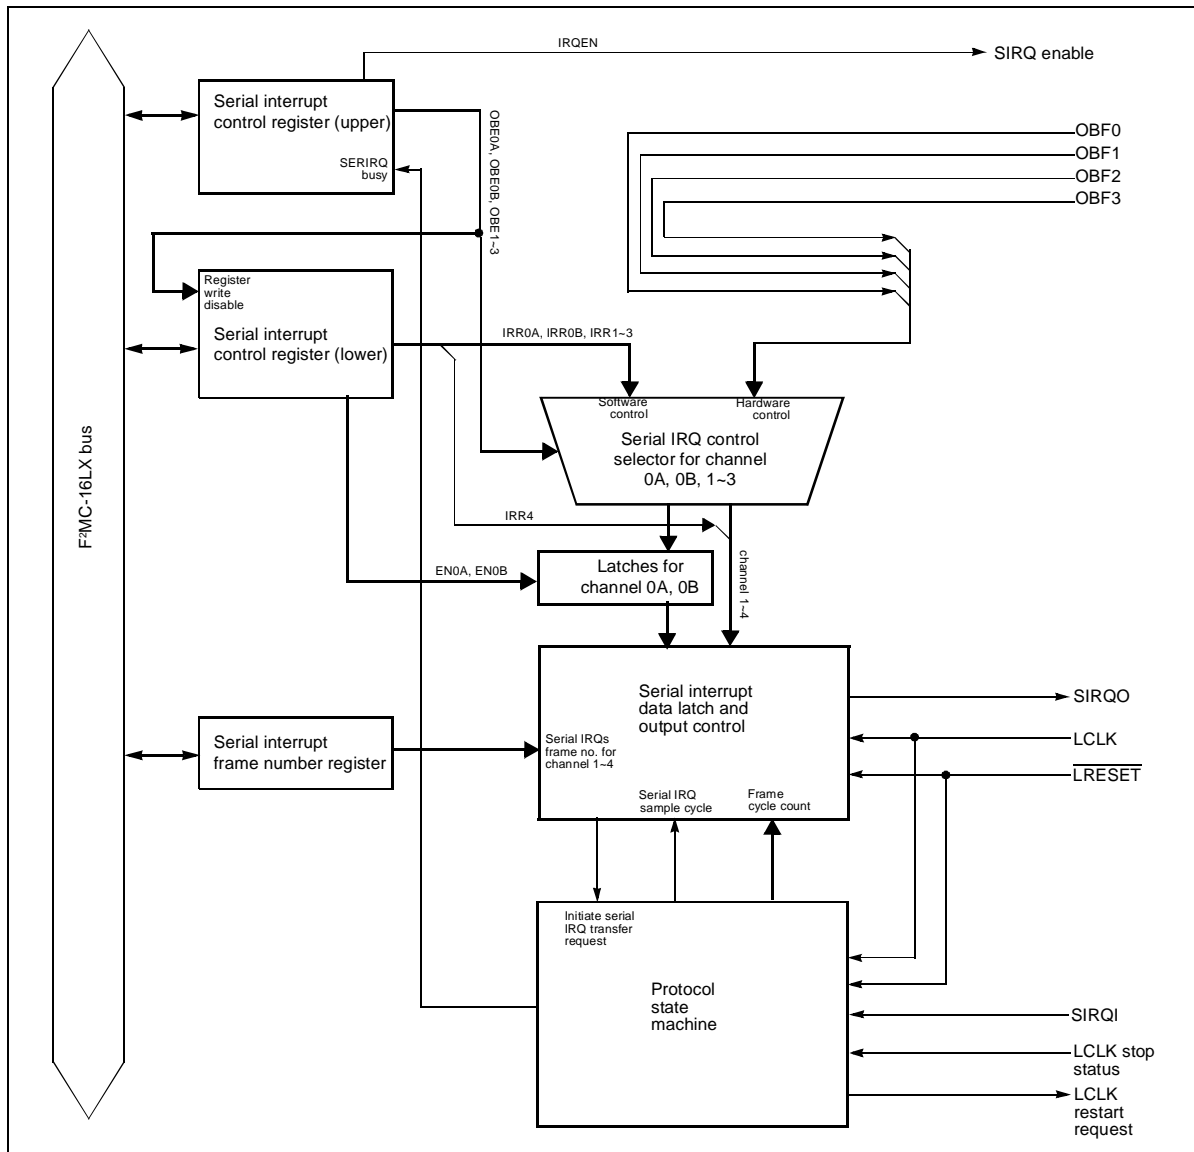 IRQEN
SIRQ enable
Serial interrupt
control register (upper)
SERIRQ
busy
OBE0A, OBE0B, OBE1~3
OBF0
OBF1
OBF2
OBF3
Register
write
disable
Serial interrupt
control register (lower)
IRR0A, IRR0B, IRR1~3
Software
control
Hardware
control
Serial IRQ control
selector for channel
0A, 0B, 1~3
F²MC-16LX bus
IRR4
channel 1~4
EN0A, EN0B
Latches for
channel 0A, 0B
Serial interrupt
data latch and
output control
SIRQO
Serial interrupt
frame number register
Serial IRQs
frame no. for
channel 1~4
LCLK
LRESET
Serial IRQ
sample cycle
Frame
cycle count
Initiate serial
IRQ transfer
request
Protocol
state
machine
SIRQI
LCLK stop
status
LCLK
restart
request